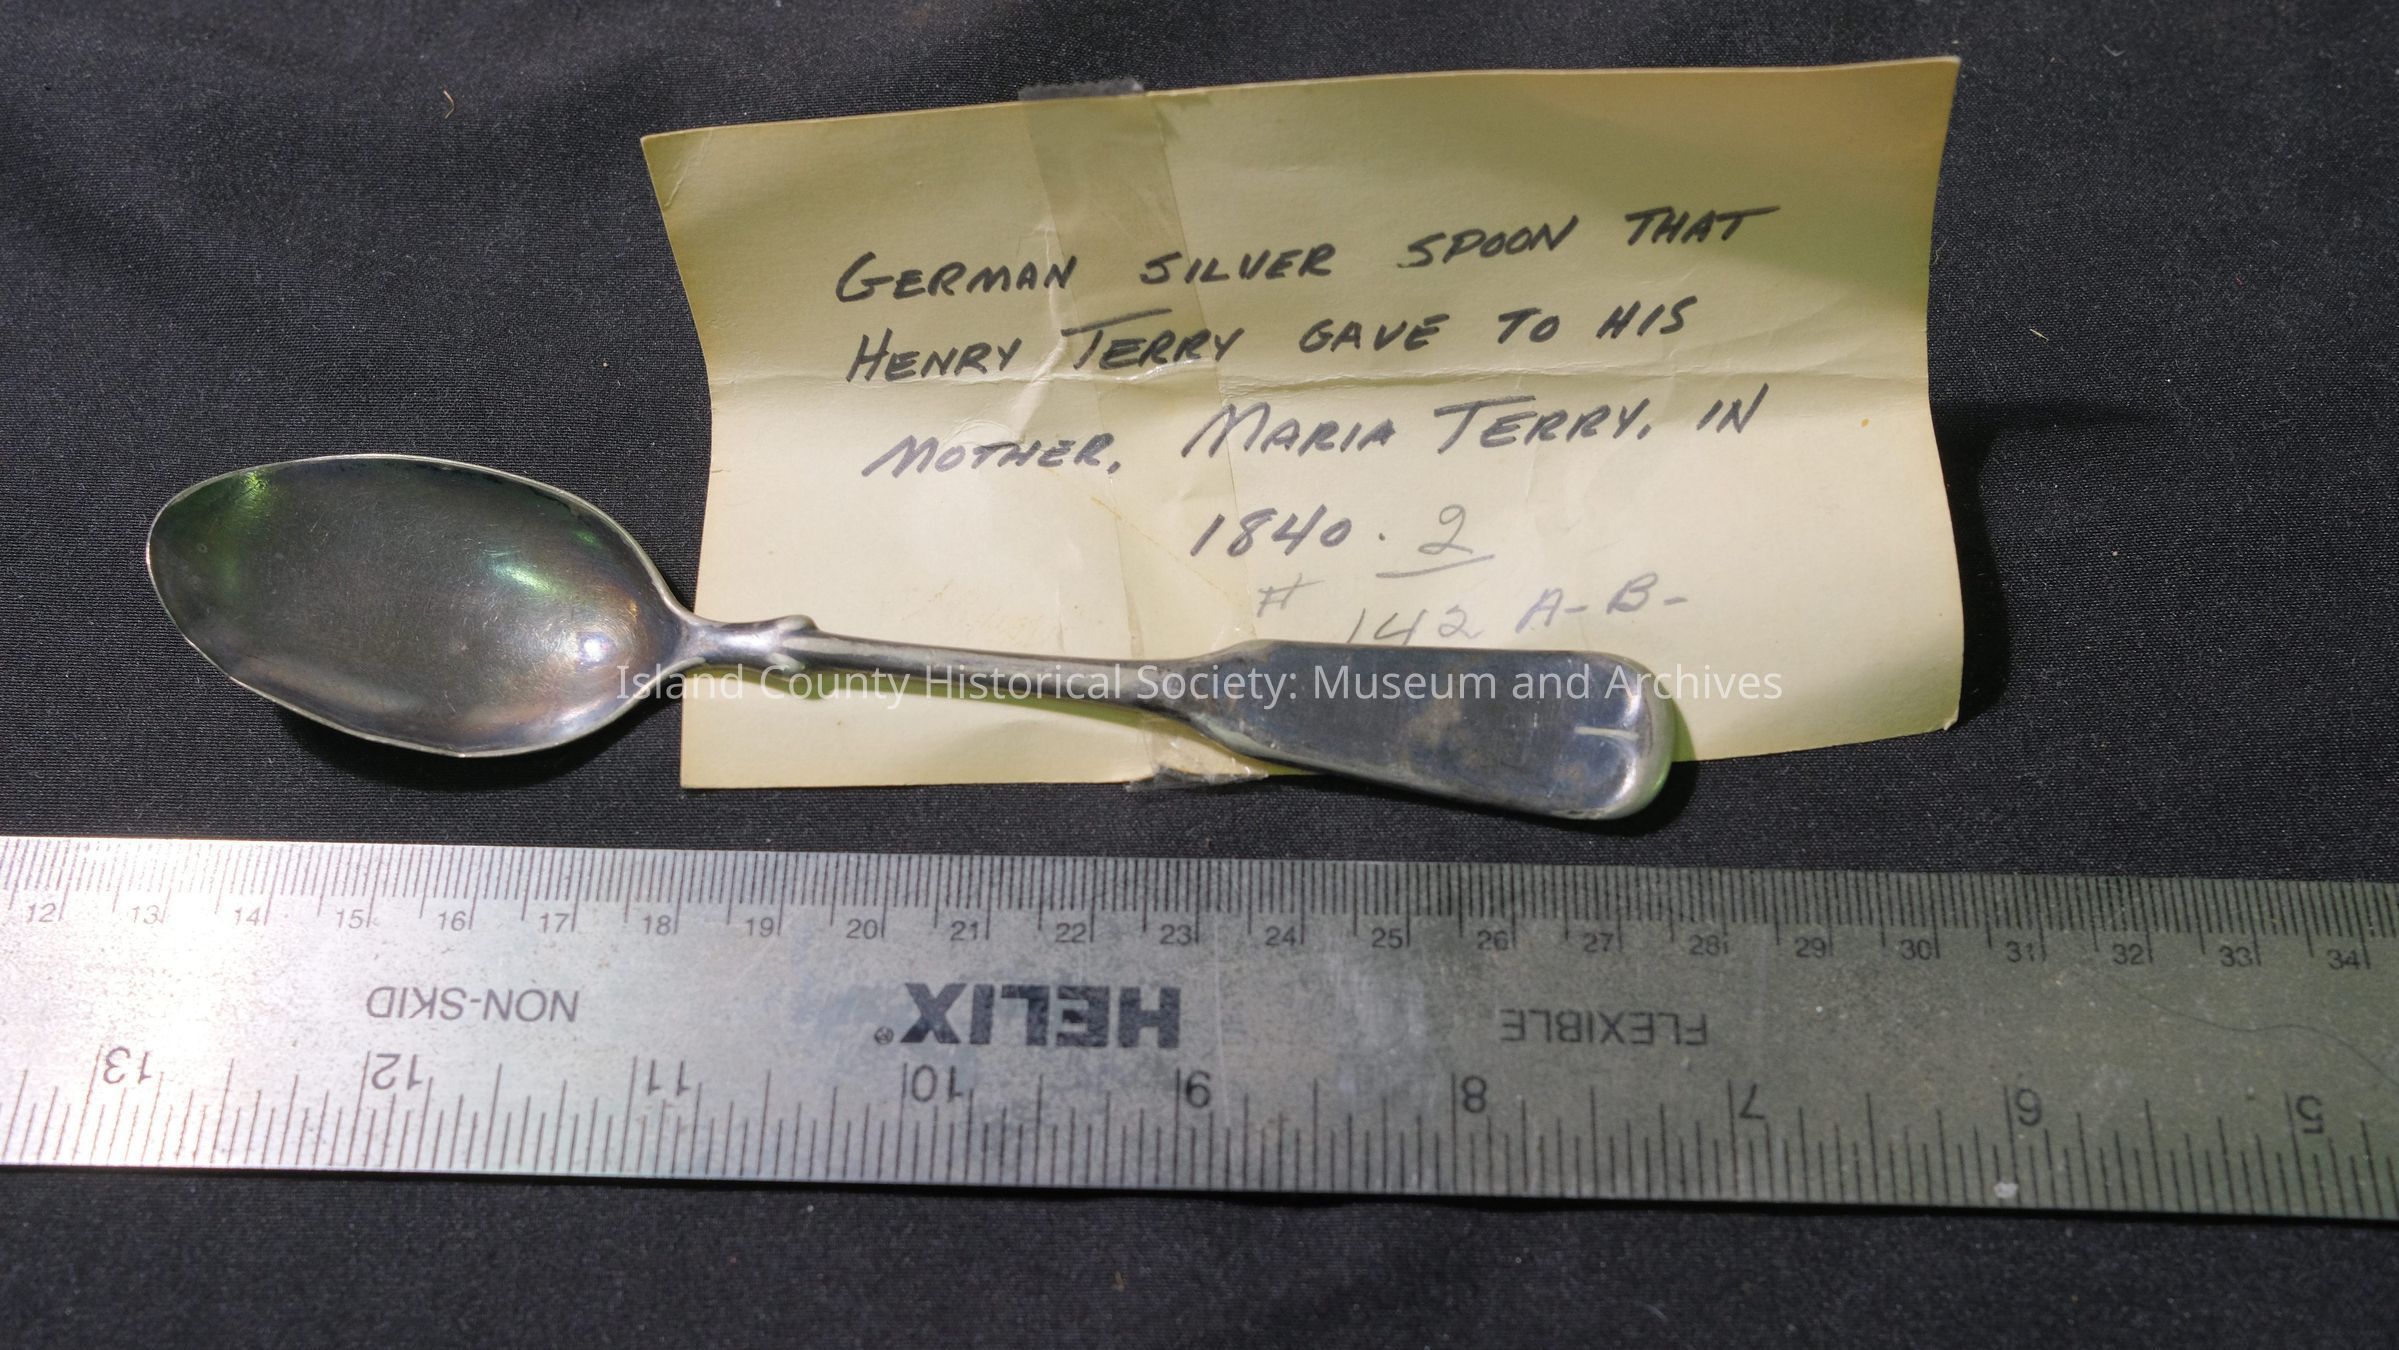 GERMAN SILVER SPOON THAT
HENRY TERRY GAVE TO HIS
MOTHER, MARIA TERRY, IN
1840. 2
# 142 A-B-
Island County Historical Society: Museum and Archives
12 13 14 15 16 17 18 19 20 21 22 23 24 25 26 27 28 29 30 31 32 33 34
NON-SKID HELIX® FLEXIBLE
13 12 11 10 9 8 7 6 5